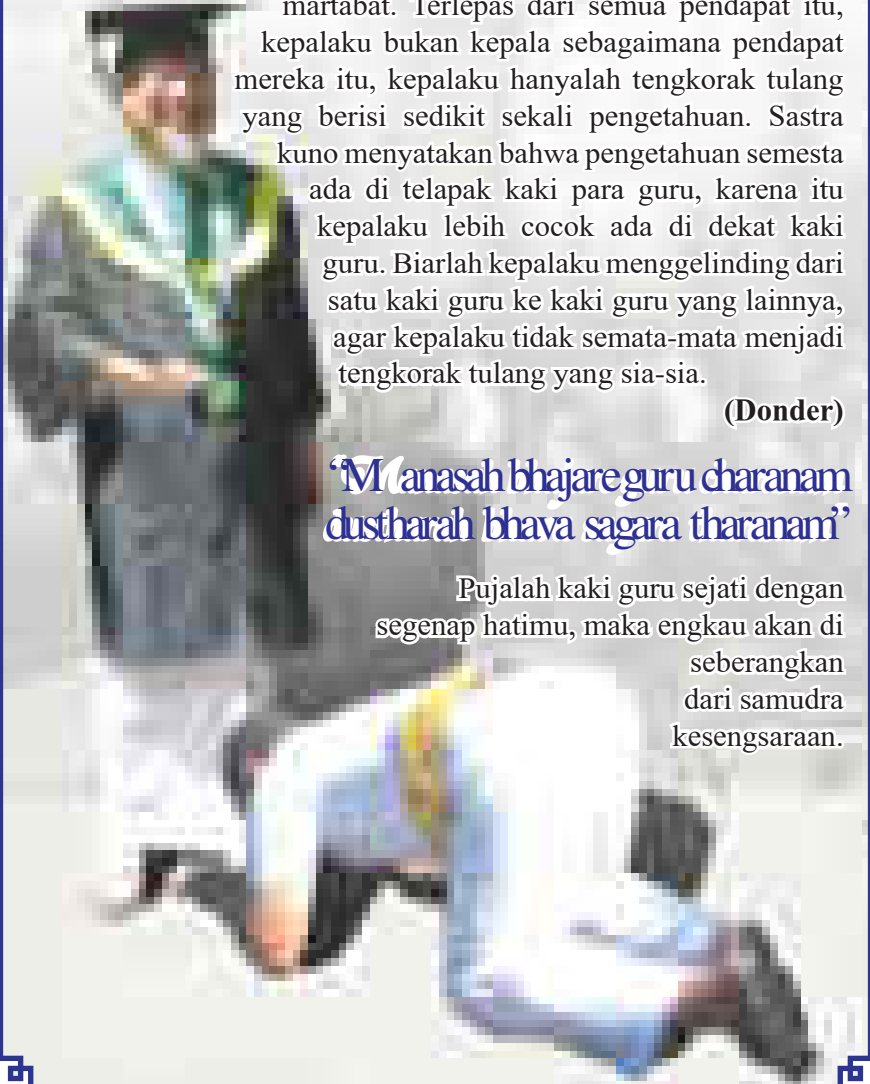 martabat. Terlepas dari semua pendapat itu,
kepalaku bukan kepala sebagaimana pendapat
mereka itu, kepalaku hanyalah tengkorak tulang
yang berisi sedikit sekali pengetahuan. Sastra
kuno menyatakan bahwa pengetahuan semesta
ada di telapak kaki para guru, karena itu
kepalaku lebih cocok ada di dekat kaki
guru. Biarlah kepalaku menggelinding dari
satu kaki guru ke kaki guru yang lainnya,
agar kepalaku tidak semata-mata menjadi
tengkorak tulang yang sia-sia.
(Donder)
“Manasah bhajare guru charanam
dustharah bhava sagara tharanam”
Pujalah kaki guru sejati dengan
segenap hatimu, maka engkau akan di
seberangkan
dari samudra
kesengsaraan.